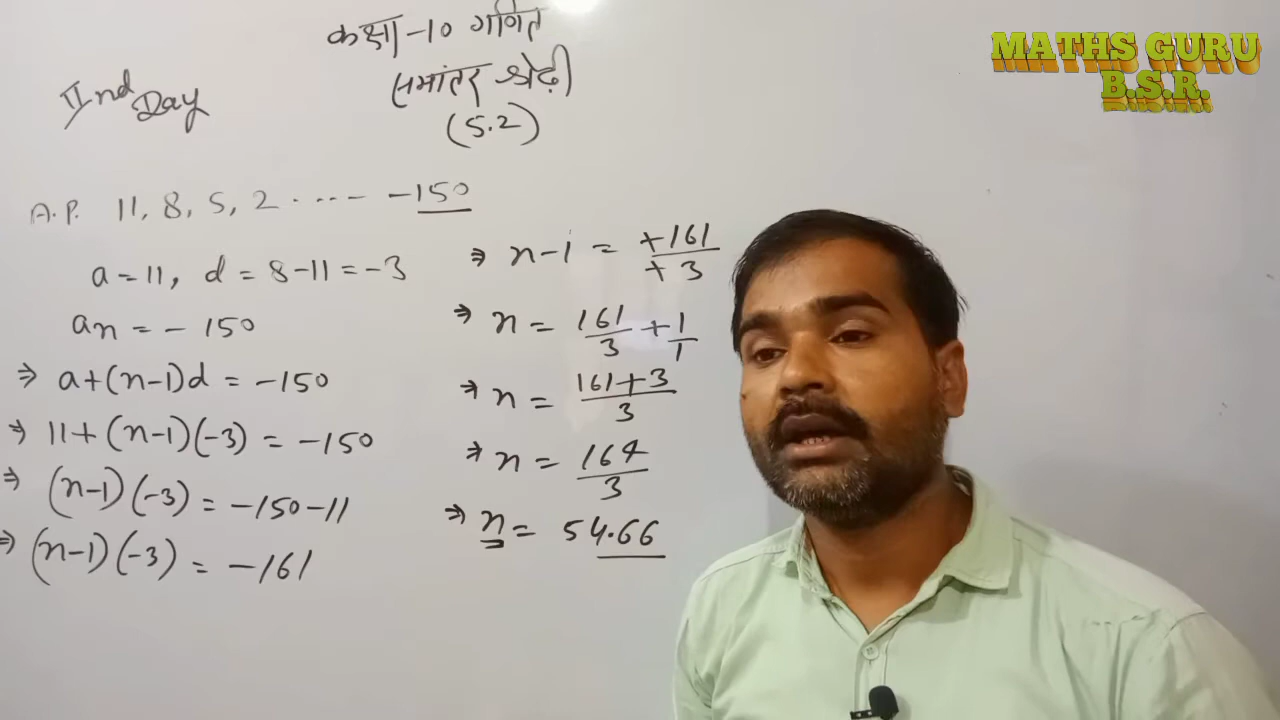 कक्षा-10 गणित
समांतर श्रेढ़ी
(5.2)
IInd Day
MATHS GURU
B.S.R.
A.P. 11, 8, 5, 2 ..... -150
a = 11, d = 8-11 = -3
an = - 150
⇒ a+(n-1)d = -150
⇒ 11+(n-1)(-3) = -150
⇒ (n-1)(-3) = -150-11
⇒ (n-1)(-3) = -161
⇒ n-1 = +161/+3
⇒ n = 161/3 + 1/1
⇒ n = 161+3/3
⇒ n = 164/3
⇒ n = 54.66